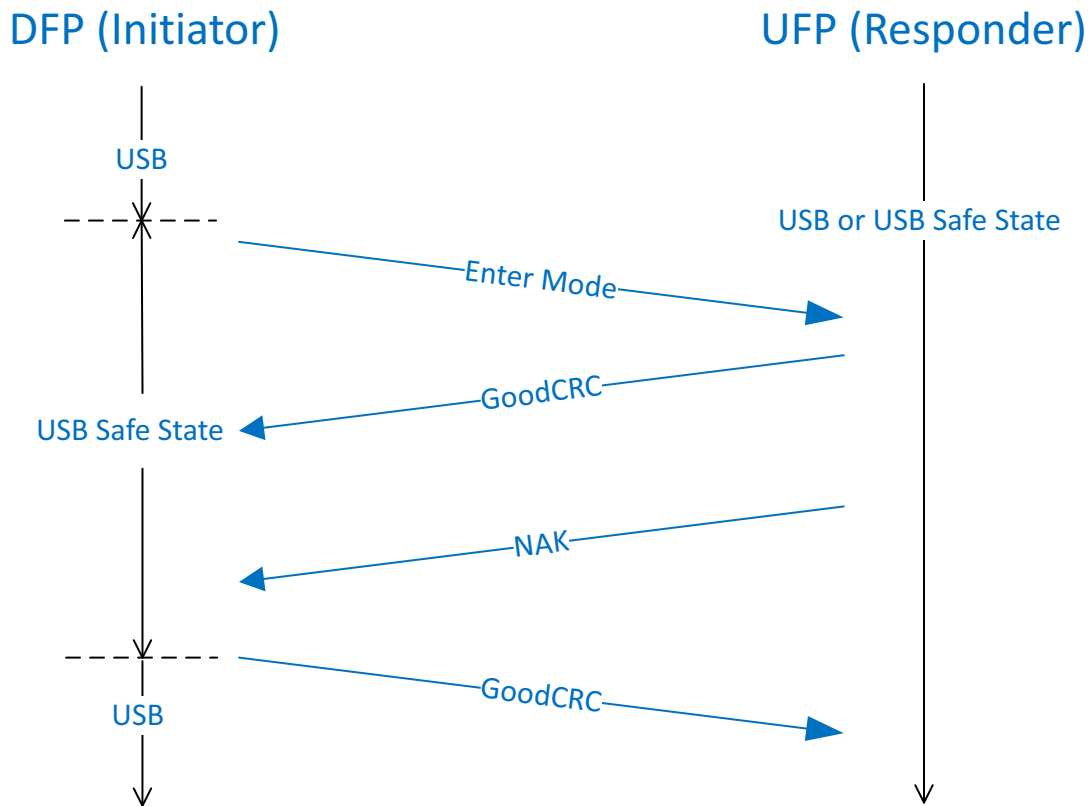 DFP (Initiator)
UFP (Responder)
USB
USB or USB Safe State
Enter Mode
GoodCRC
USB Safe State
NAK
GoodCRC
USB